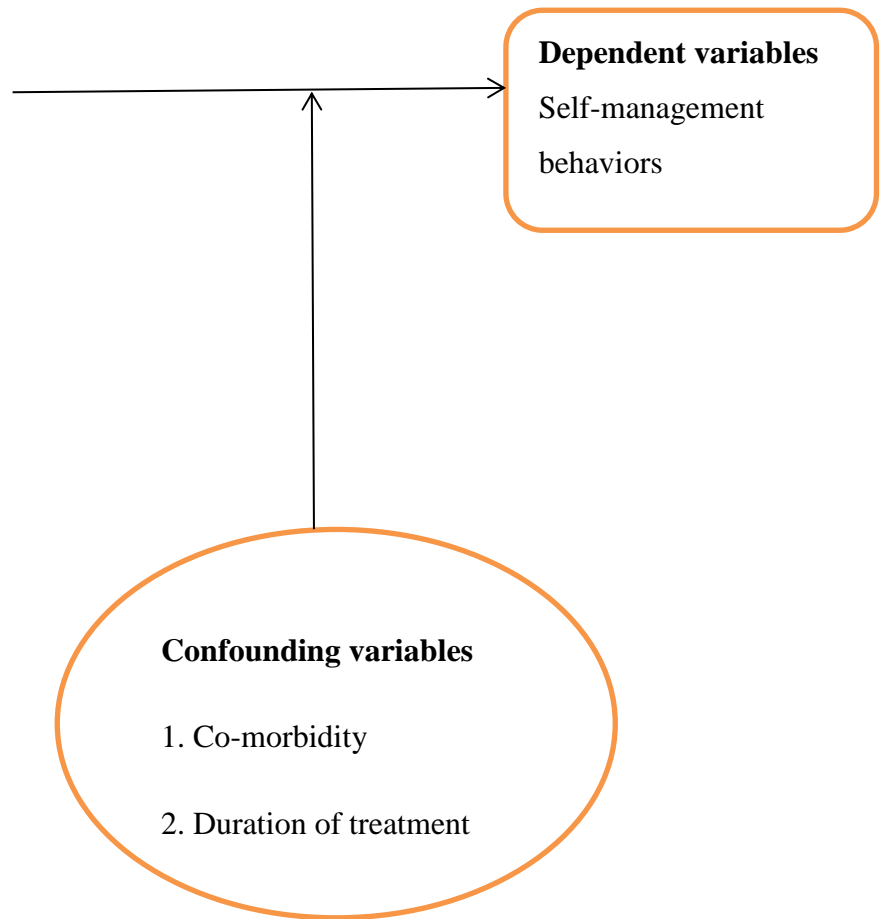 Dependent variables
Self-management
behaviors
Confounding variables
1. Co-morbidity
2. Duration of treatment